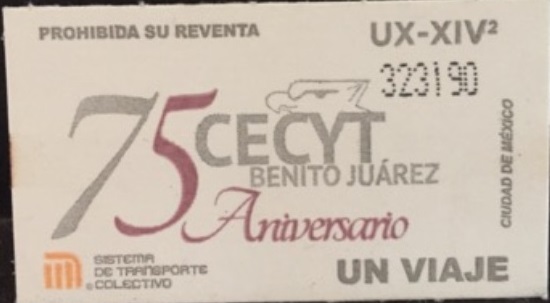 PROHIBIDA SU REVENTA
UX-XIV²
323190
75 CECYT
BENITO JUÁREZ
Aniversario
CIUDAD DE MÉXICO
SISTEMA
DE TRANSPORTE
COLECTIVO
UN VIAJE